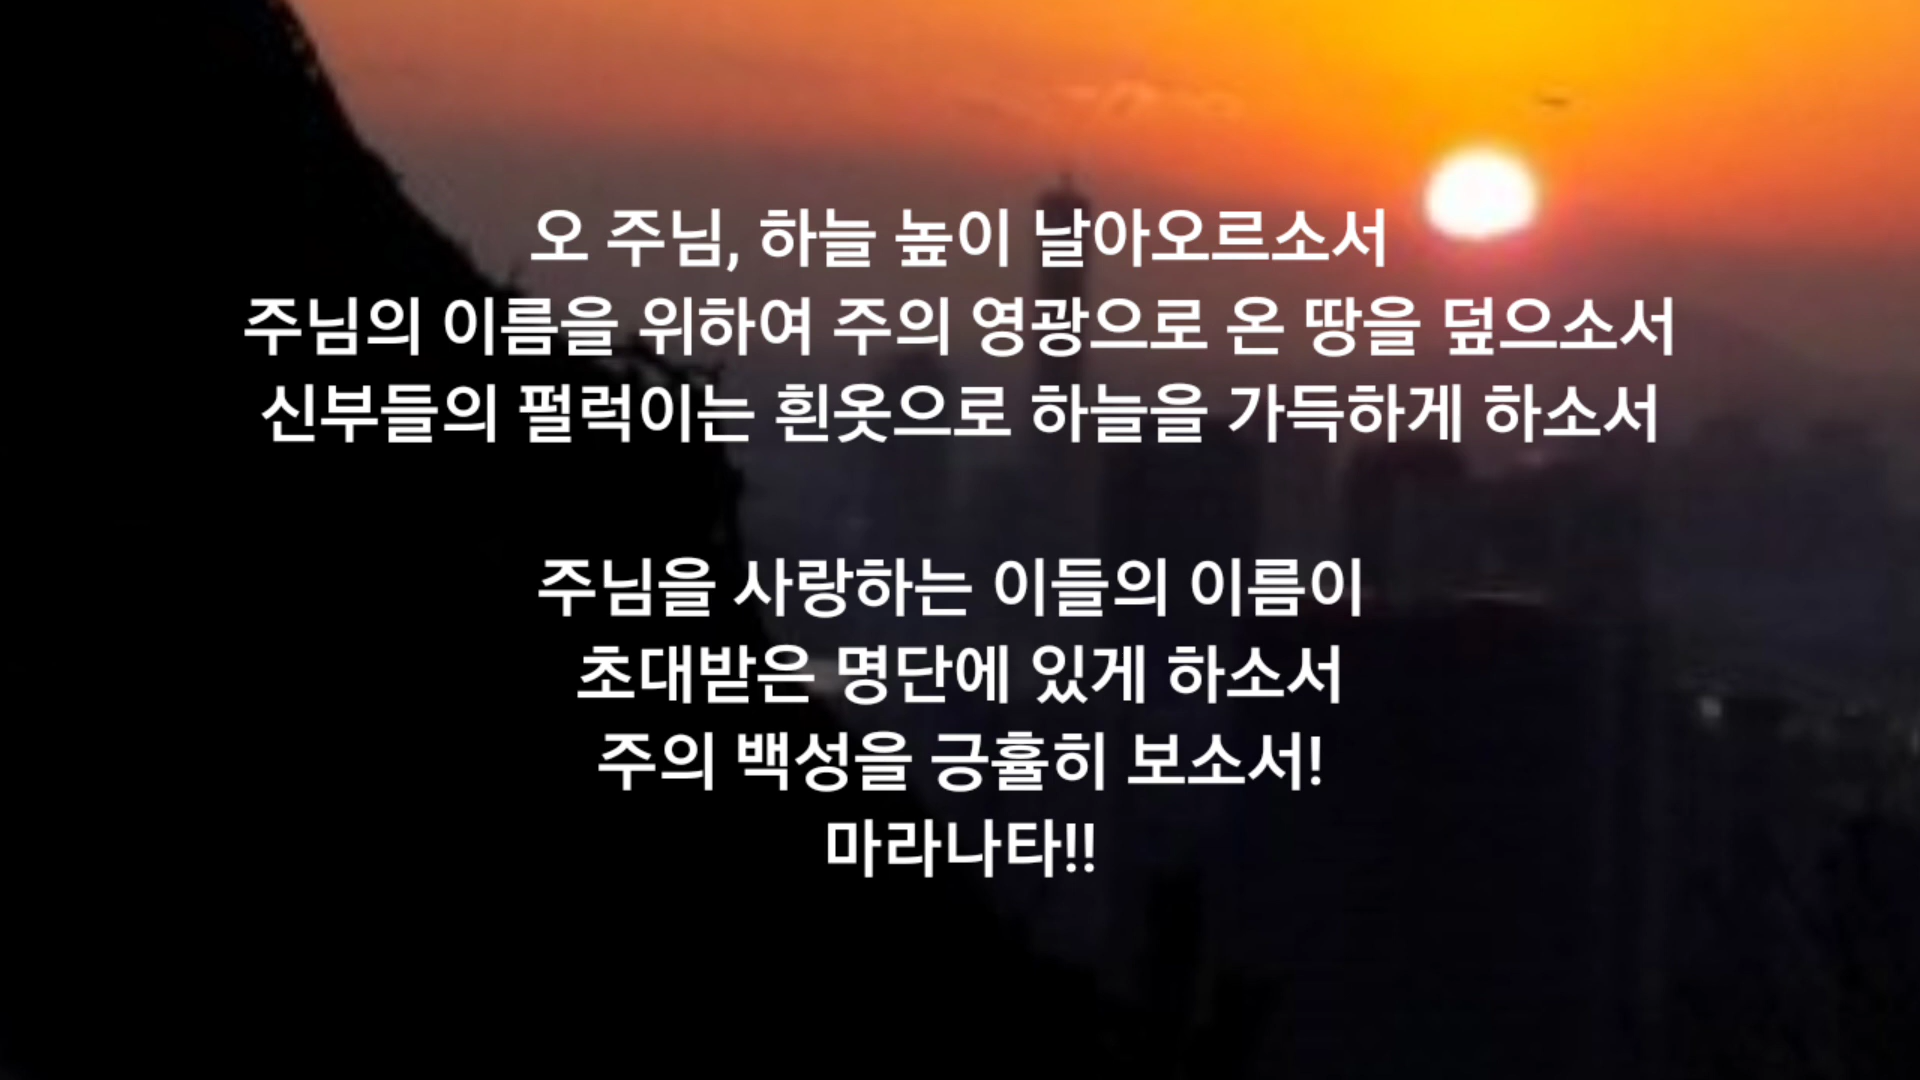 오 주님, 하늘 높이 날아오르소서
주님의 이름을 위하여 주의 영광으로 온 땅을 덮으소서
신부들의 펄럭이는 흰옷으로 하늘을 가득하게 하소서
주님을 사랑하는 이들의 이름이
초대받은 명단에 있게 하소서
주의 백성을 긍휼히 보소서!
마라나타!!